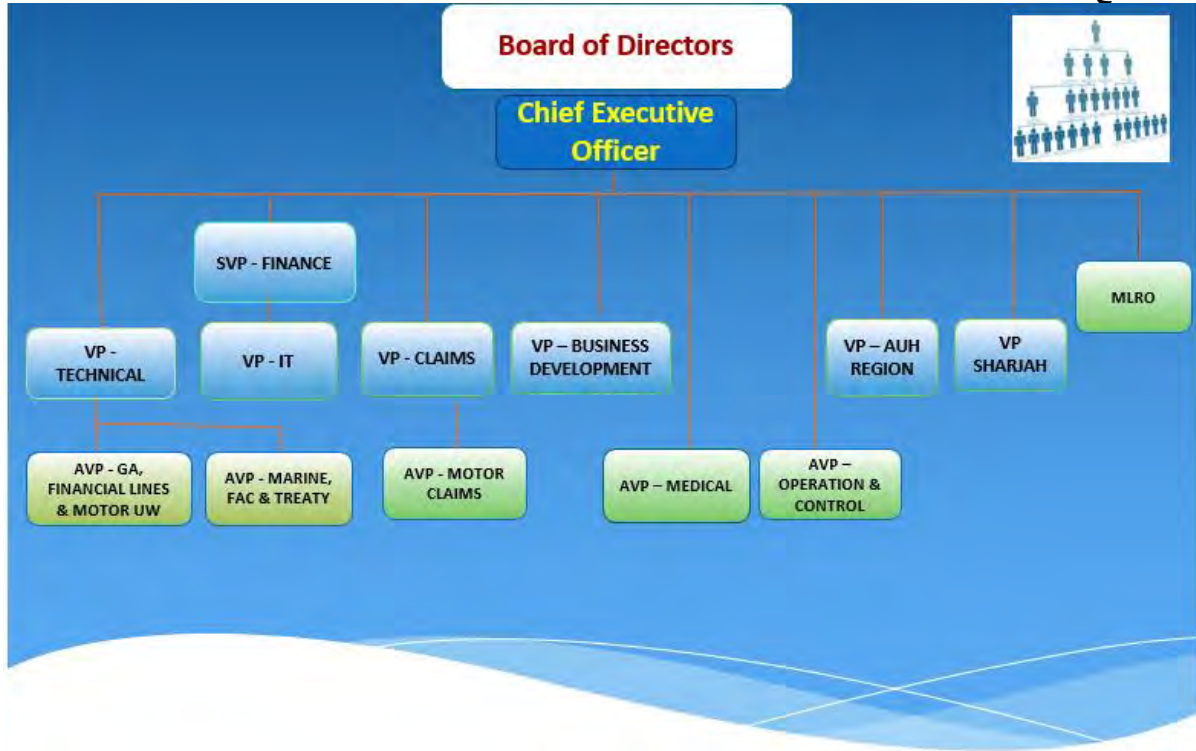 Board of Directors
Chief Executive
Officer
SVP - FINANCE
MLRO
VP -
TECHNICAL
VP - IT
VP - CLAIMS
VP – BUSINESS
DEVELOPMENT
VP – AUH
REGION
VP
SHARJAH
AVP - GA,
FINANCIAL LINES
& MOTOR UW
AVP - MARINE,
FAC & TREATY
AVP - MOTOR
CLAIMS
AVP – MEDICAL
AVP –
OPERATION &
CONTROL